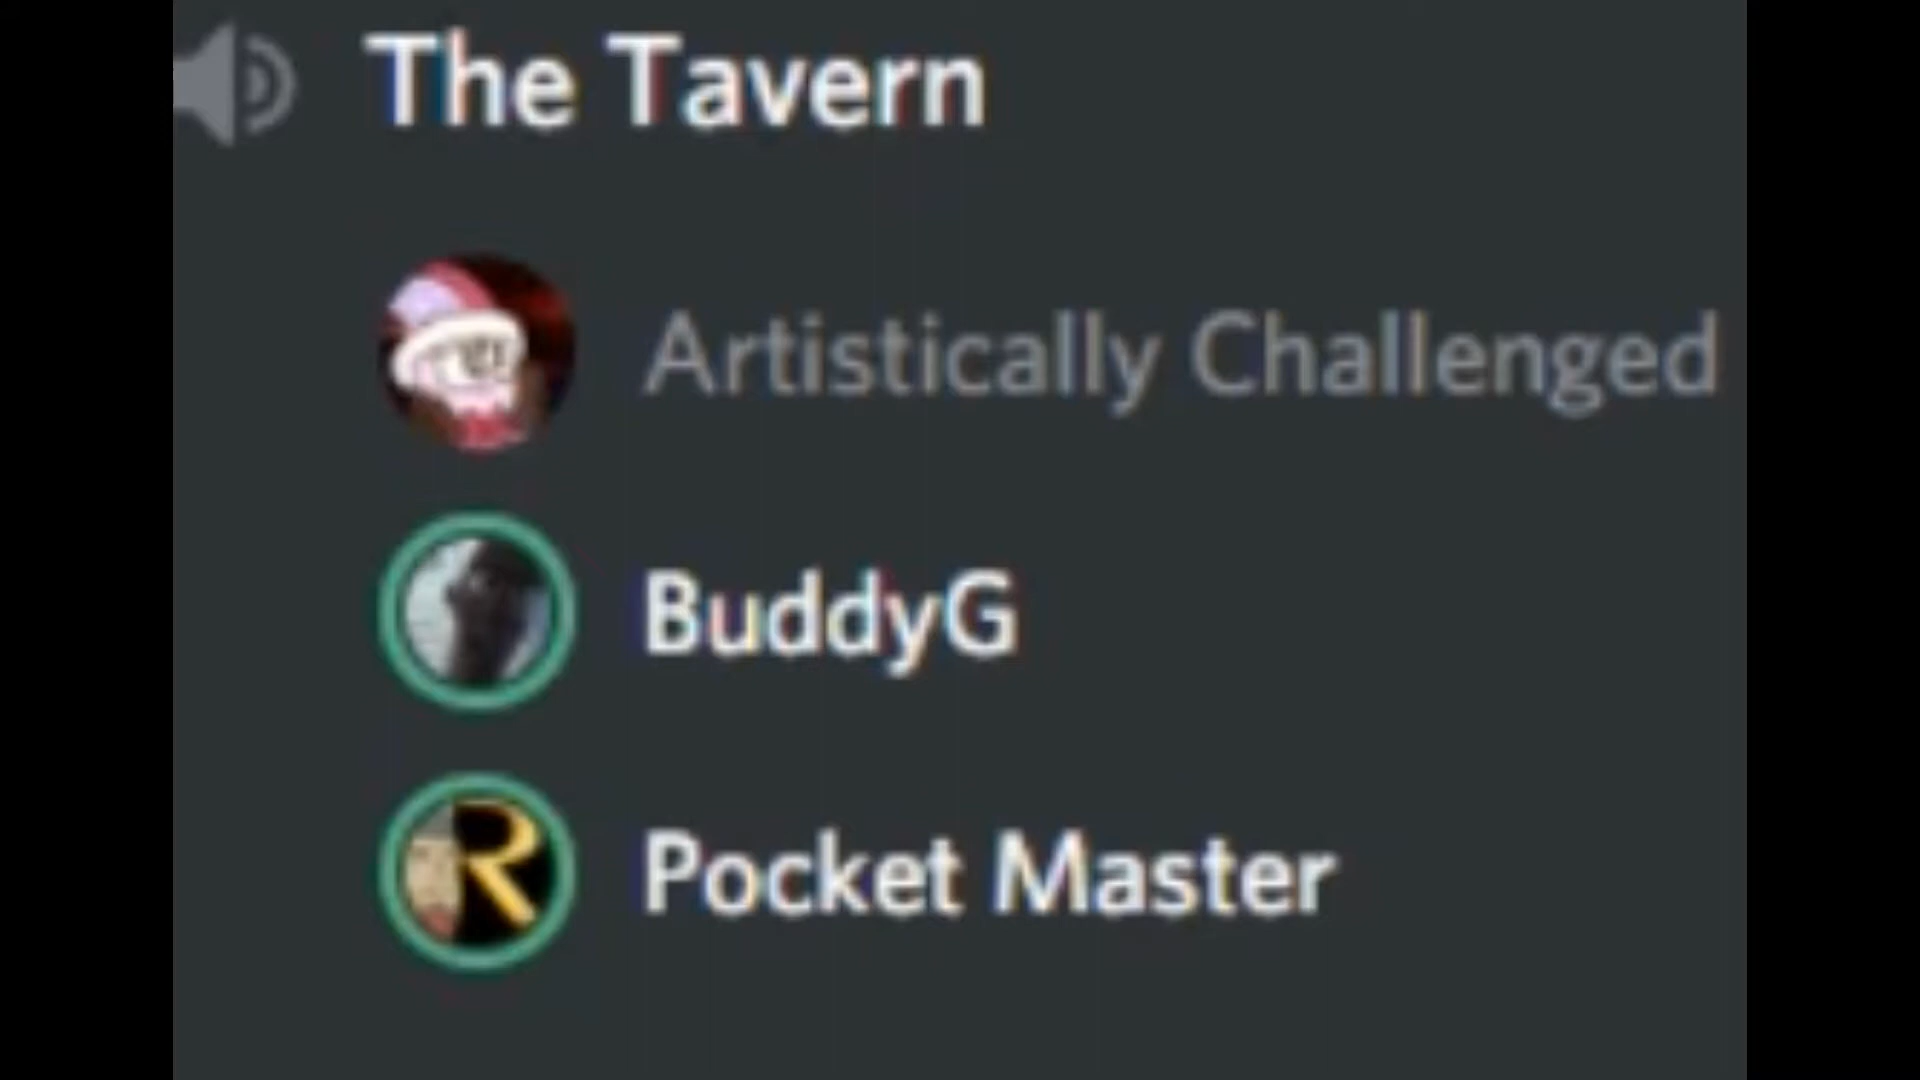 The Tavern
Artistically Challenged
BuddyG
R
Pocket Master